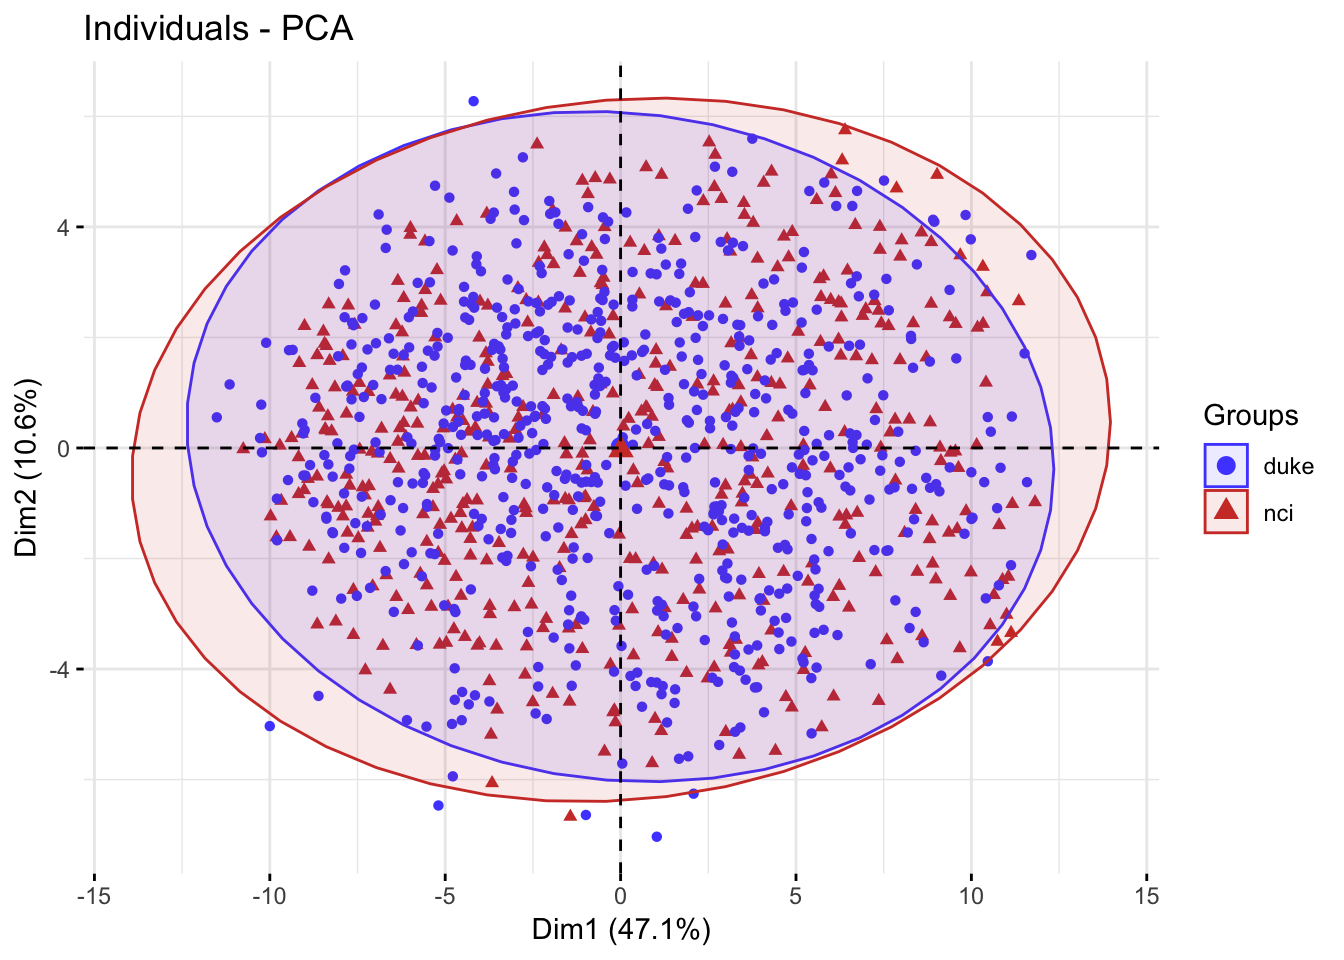 Individuals - PCA
Dim2 (10.6%)
4
0
-4
-15
-10
-5
0
5
10
15
Dim1 (47.1%)
Groups
duke
nci